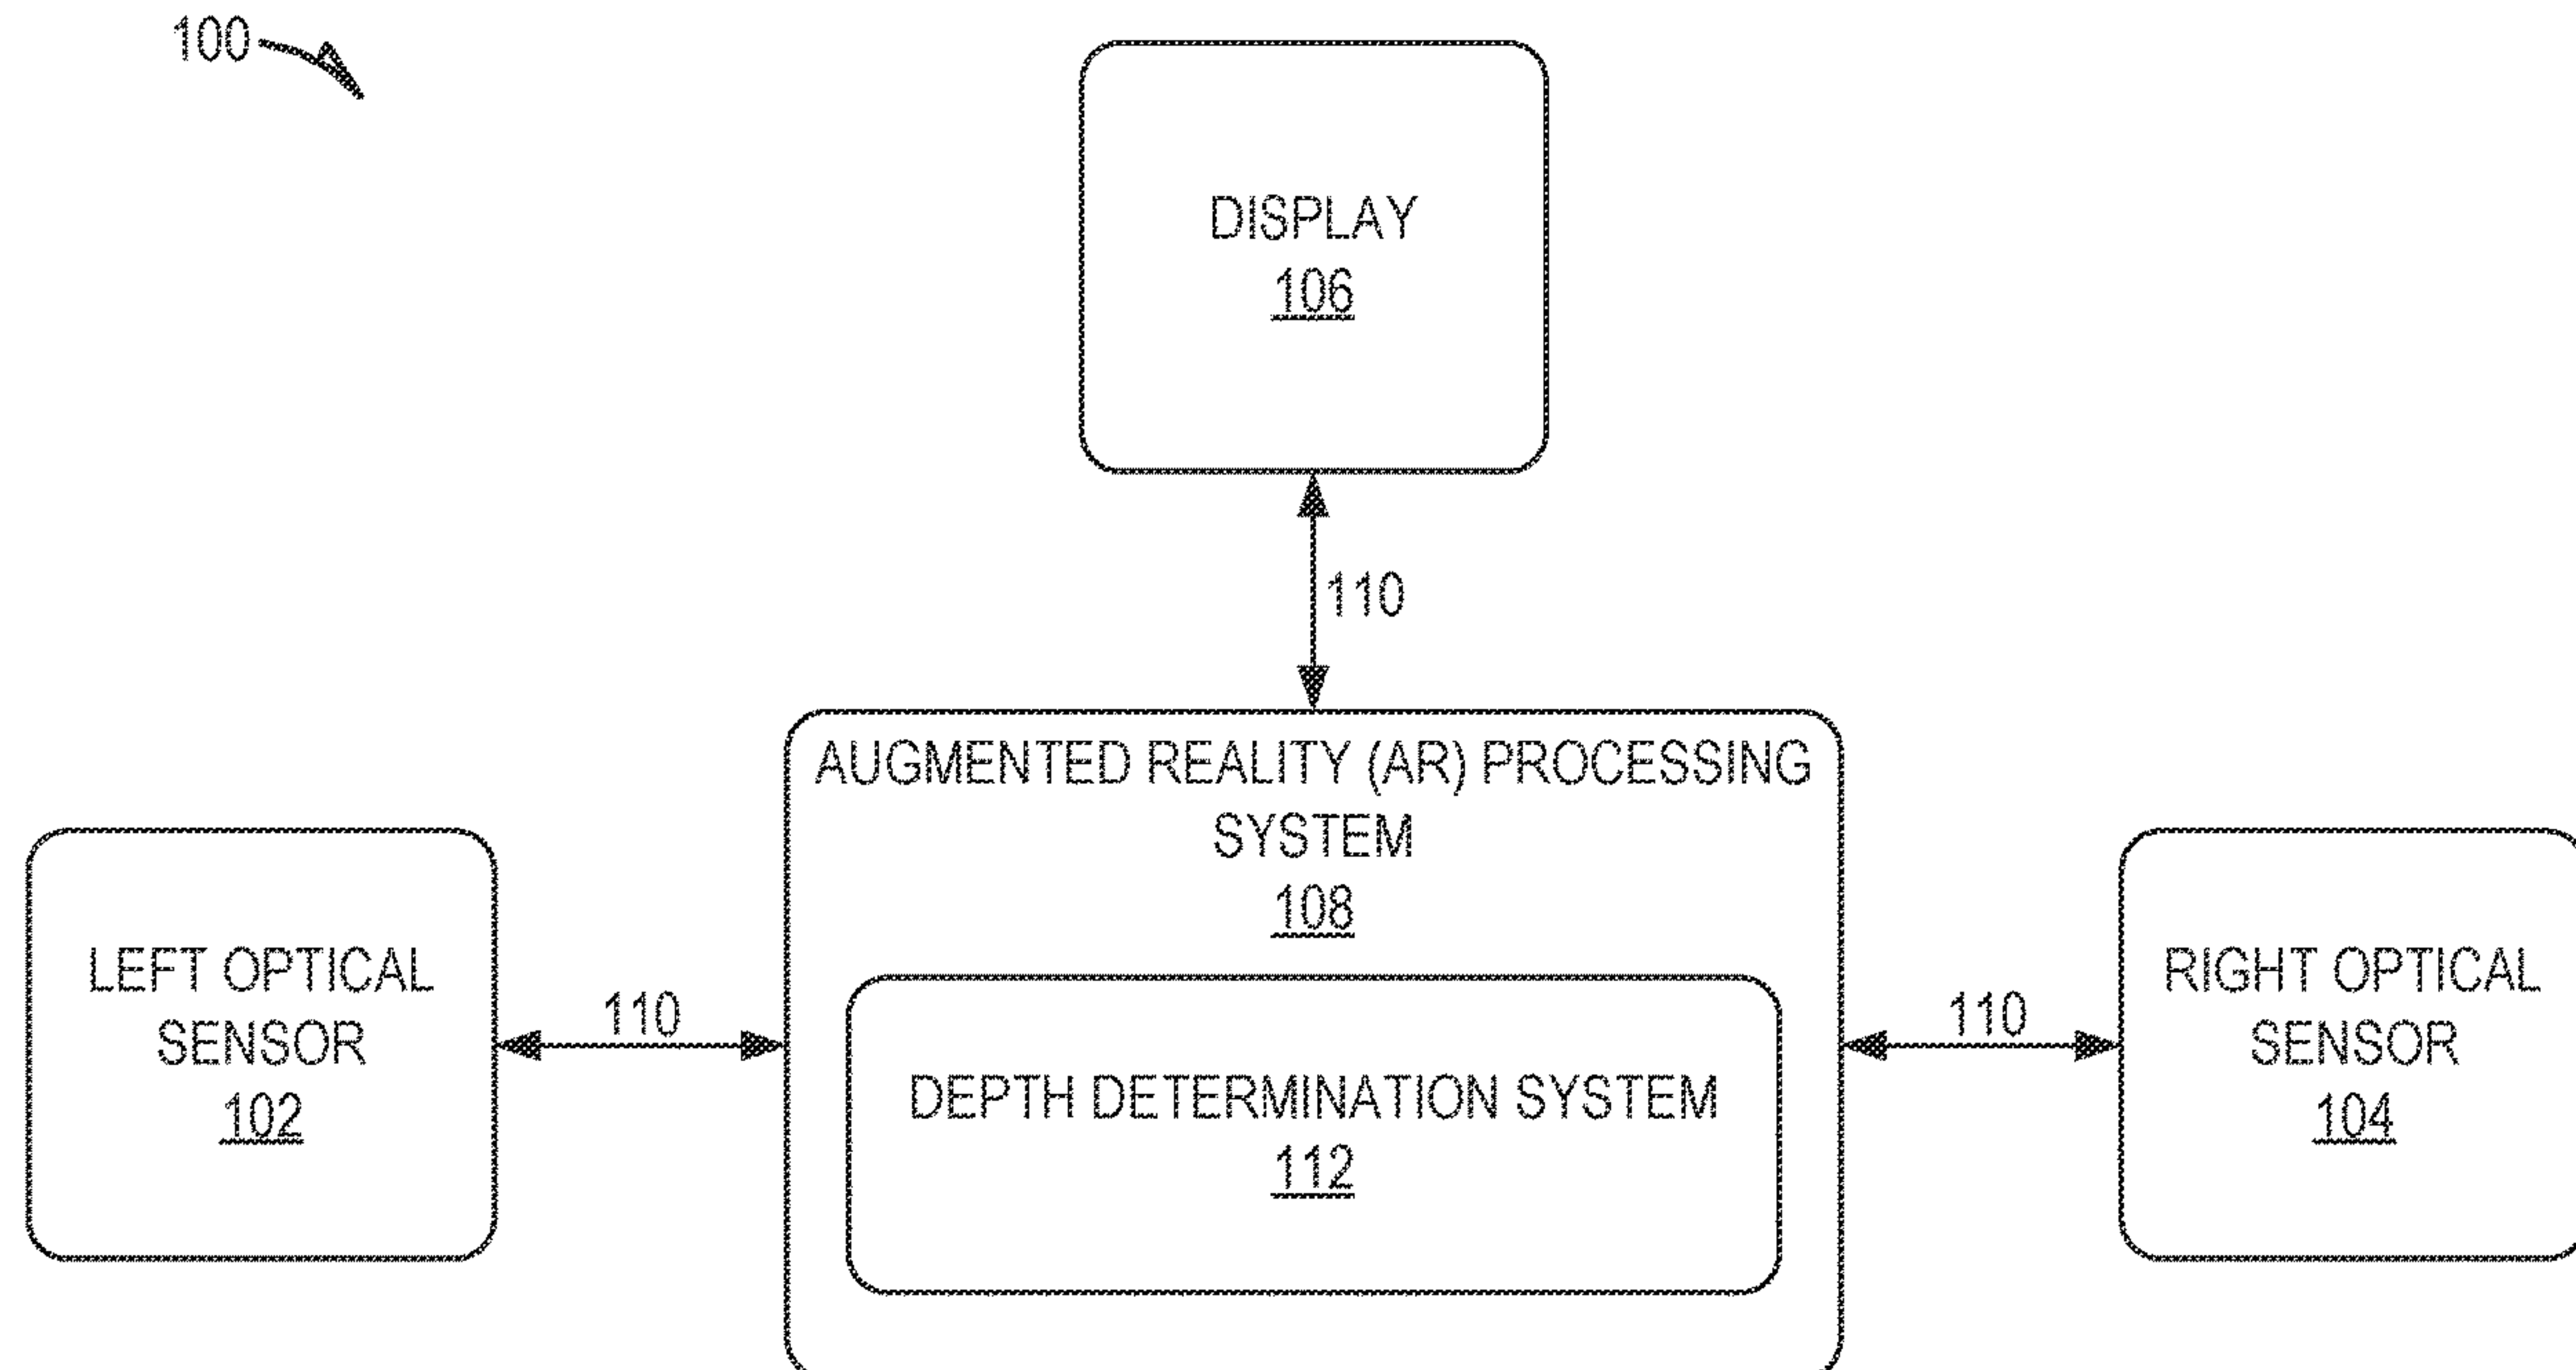 100
DISPLAY
106
110
AUGMENTED REALITY (AR) PROCESSING
SYSTEM
108
LEFT OPTICAL
SENSOR
102
110
DEPTH DETERMINATION SYSTEM
112
110
RIGHT OPTICAL
SENSOR
104